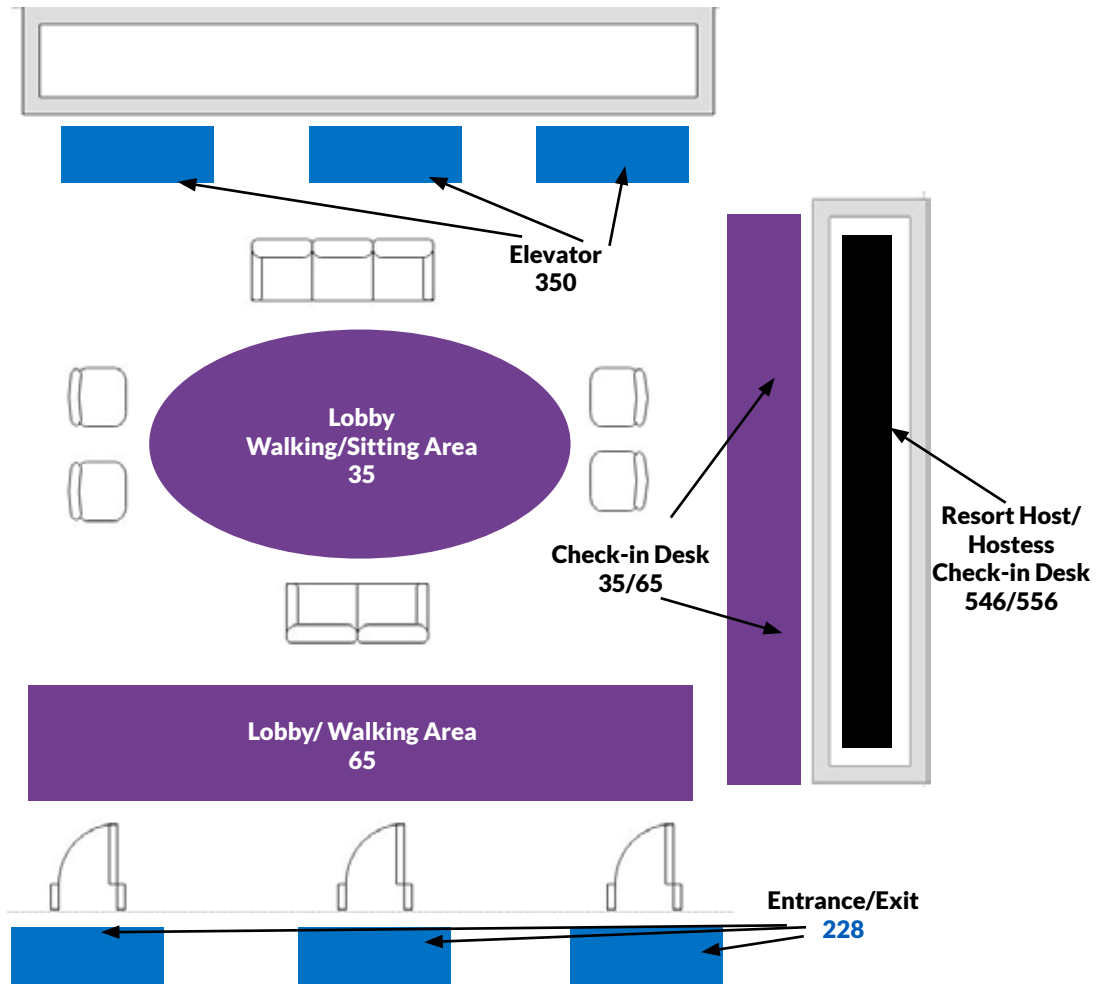 Elevator
350
Lobby
Walking/Sitting Area
35
Check-in Desk
35/65
Resort Host/
Hostess
Check-in Desk
546/556
Lobby/ Walking Area
65
Entrance/Exit
228